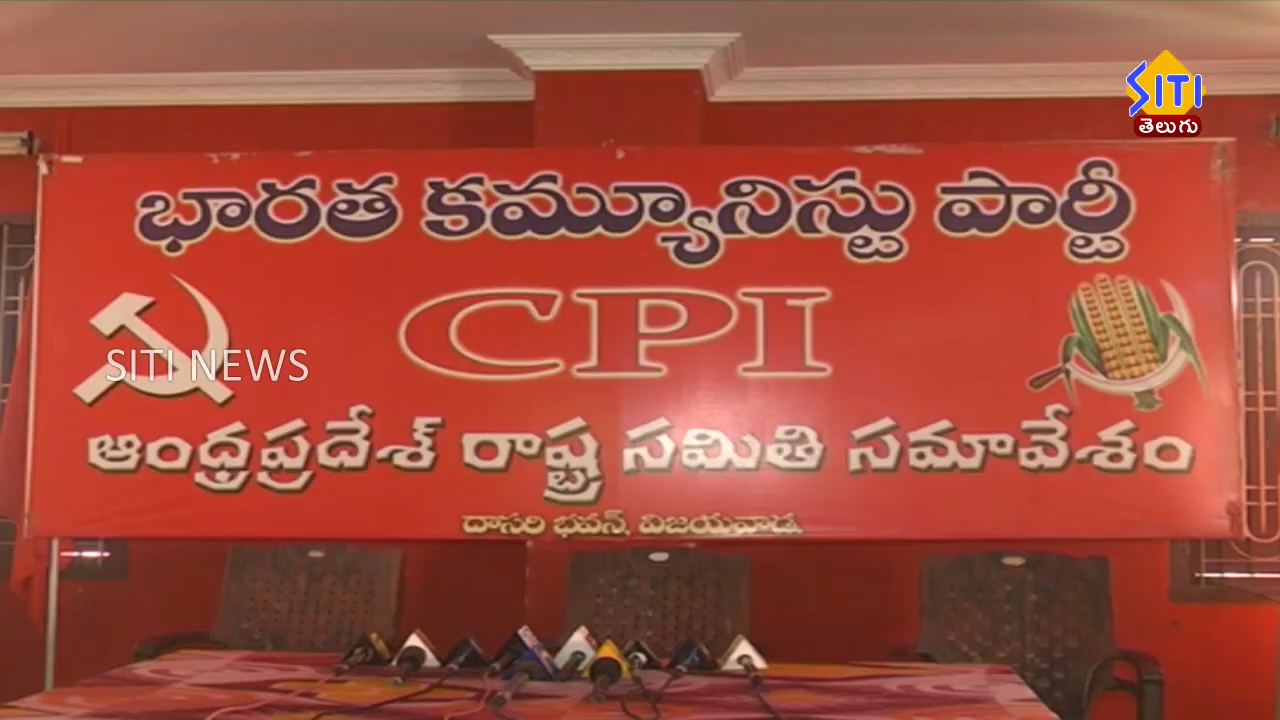 SITI
తెలుగు
భారత కమ్యూనిస్టు పార్టీ
CPI
SITI NEWS
ఆంధ్రప్రదేశ్ రాష్ట్ర సమితి సమావేశం
దాసరి భవన్, విజయవాడ.